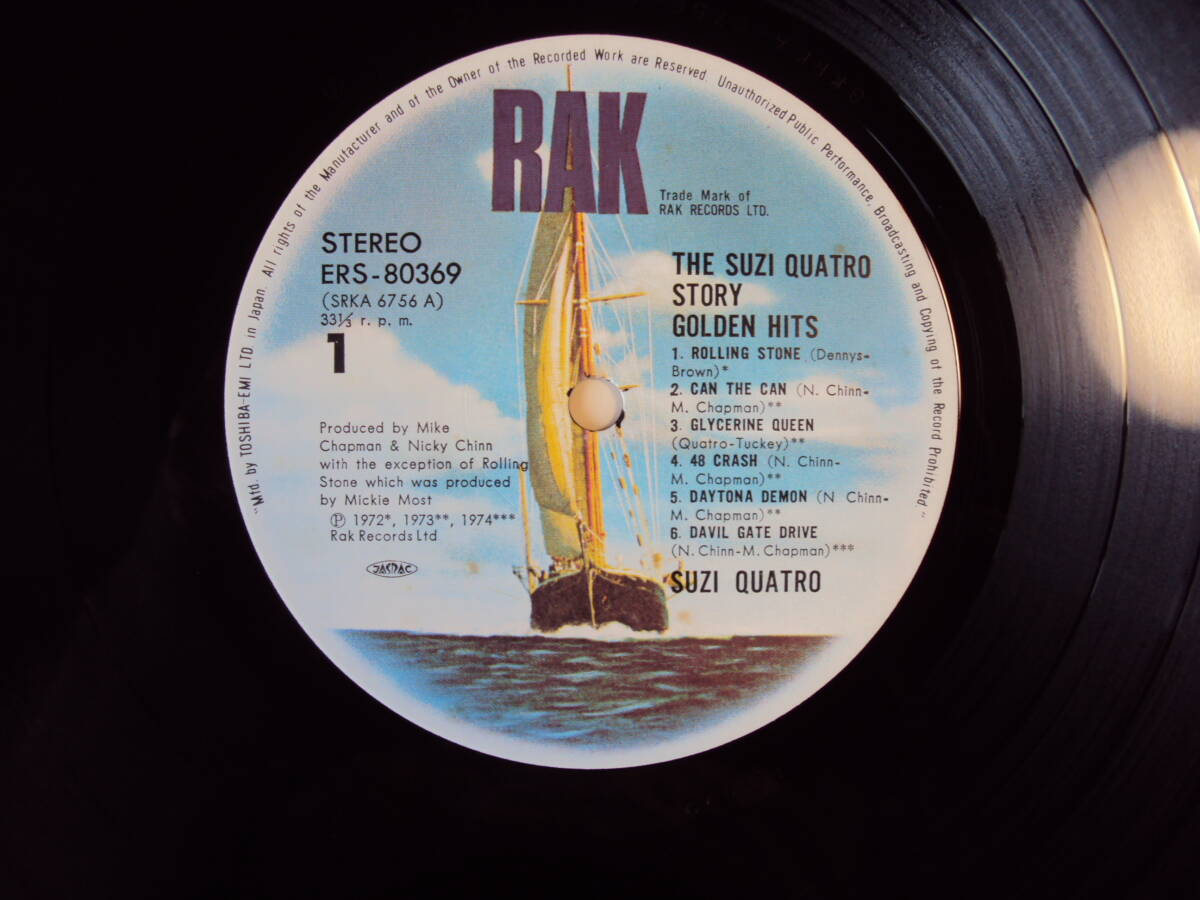 "Mfd. by TOSHIBA-EMI LTD in Japan. All rights of the Manufacturer and of the Owner of the Recorded Work are Reserved. Unauthorized Public Performance, Broadcasting and Copying of the Record Prohibited"
RAK
Trade Mark of
RAK RECORDS LTD.
STEREO
ERS-80369
(SRKA 6756 A)
33⅓ r. p. m.
1
Produced by Mike
Chapman & Nicky Chinn
with the exception of Rolling
Stone which was produced
by Mickie Most
Ⓟ 1972*, 1973**, 1974***
Rak Records Ltd
JASRAC
THE SUZI QUATRO
STORY
GOLDEN HITS
1. ROLLING STONE (Dennys-
Brown)*
2. CAN THE CAN (N. Chinn-
M. Chapman)**
3. GLYCERINE QUEEN
(Quatro-Tuckey)**
4. 48 CRASH (N. Chinn-
M. Chapman)**
5. DAYTONA DEMON (N Chinn-
M. Chapman)**
6. DAVIL GATE DRIVE
(N. Chinn-M. Chapman)***
SUZI QUATRO